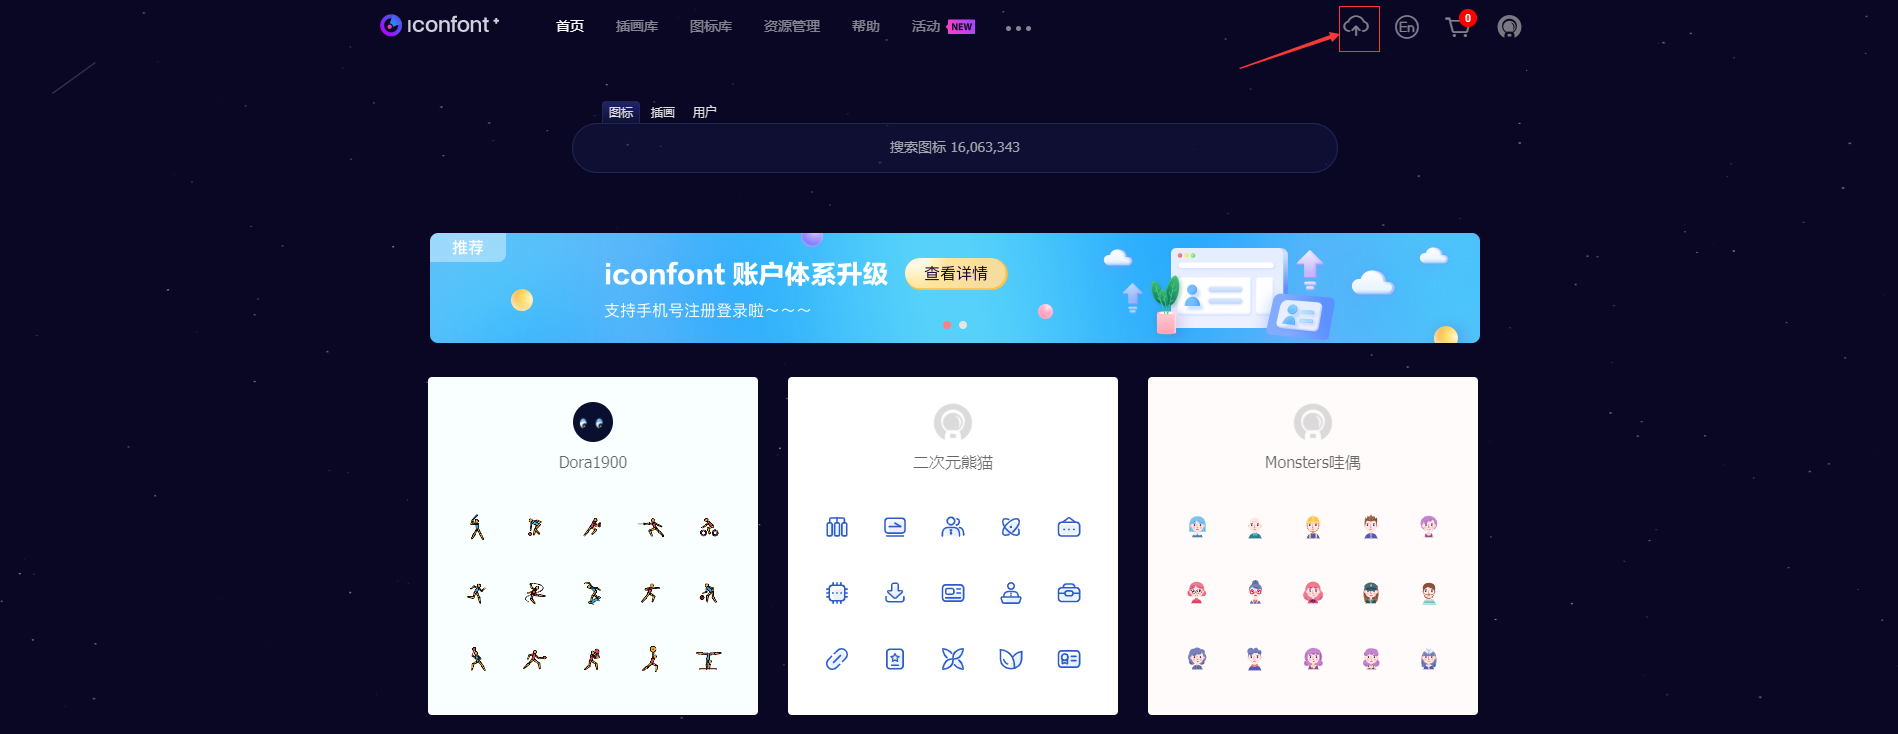 iconfont+ 首页 插画库 图标库 资源管理 帮助 活动 NEW En 0
图标 插画 用户
搜索图标 16,063,343
推荐
iconfont 账户体系升级 查看详情
支持手机号注册登录啦~~~
Dora1900 二次元熊猫 Monsters哇偶